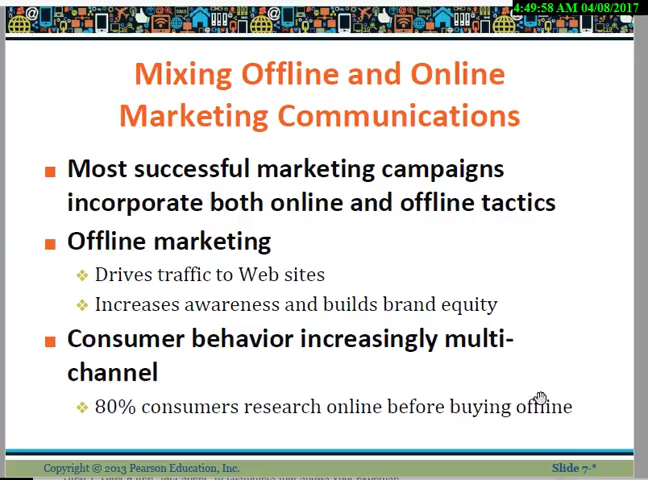 4:49:58 AM 04/08/2017
Mixing Offline and Online
Marketing Communications
Most successful marketing campaigns
incorporate both online and offline tactics
Offline marketing
Drives traffic to Web sites
Increases awareness and builds brand equity
Consumer behavior increasingly multi-
channel
80% consumers research online before buying offline
Copyright © 2013 Pearson Education, Inc.
Slide 7-*